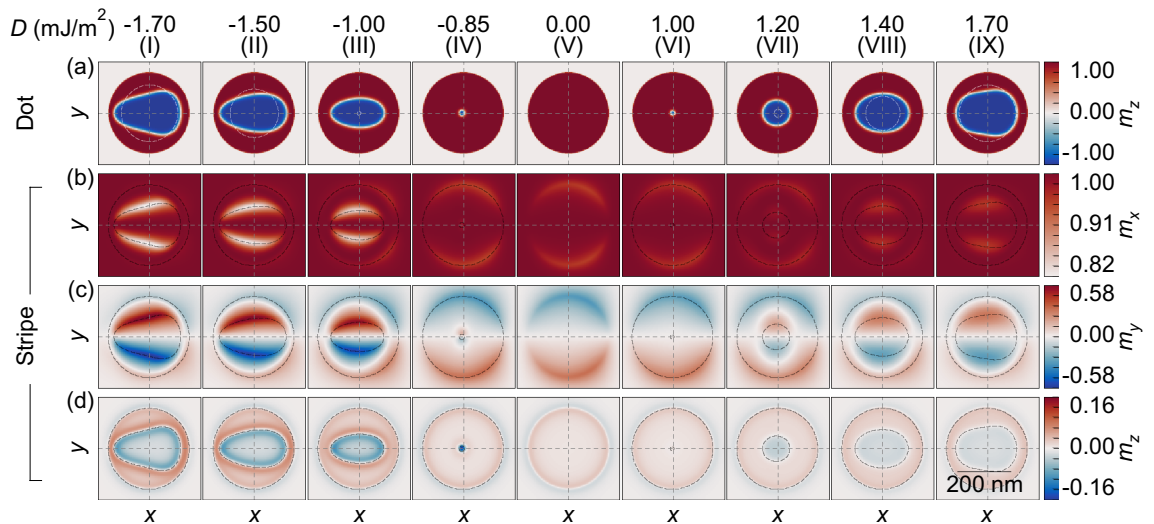 D (mJ/m²) -1.70 -1.50 -1.00 -0.85 0.00 1.00 1.20 1.40 1.70
(I) (II) (III) (IV) (V) (VI) (VII) (VIII) (IX)
(a)
Dot
y
1.00
0.00
-1.00
m_z
Stripe
(b)
y
1.00
0.91
0.82
m_x
(c)
y
0.58
0.00
-0.58
m_y
(d)
y
200 nm
0.16
0.00
-0.16
m_z
x x x x x x x x x